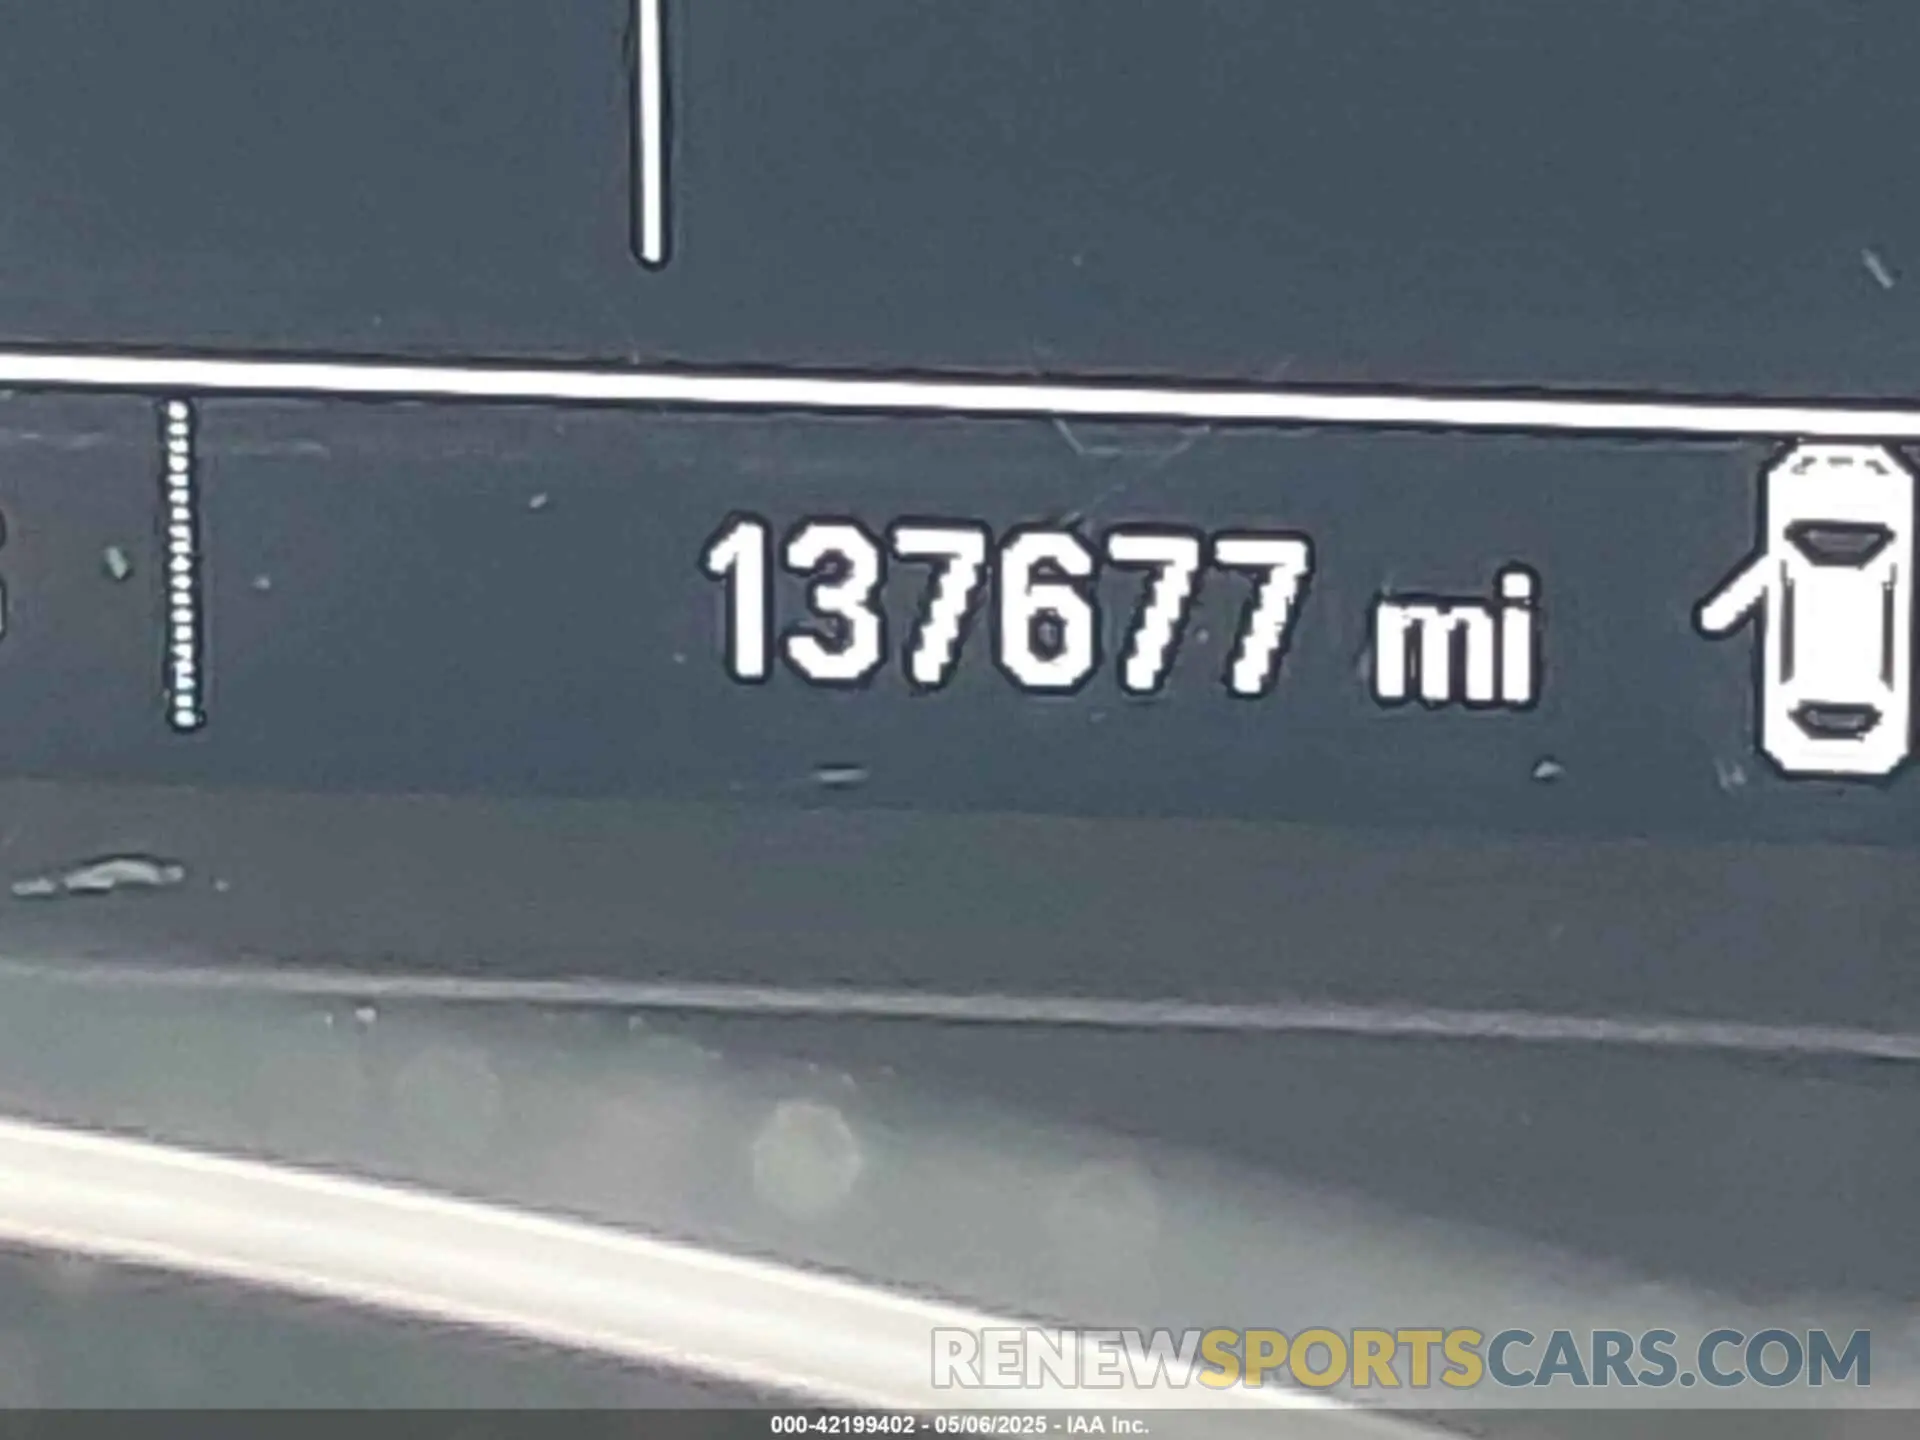 137677 mi
RENEWSPORTSCARS.COM
000-42199402 - 05/06/2025 - IAA Inc.